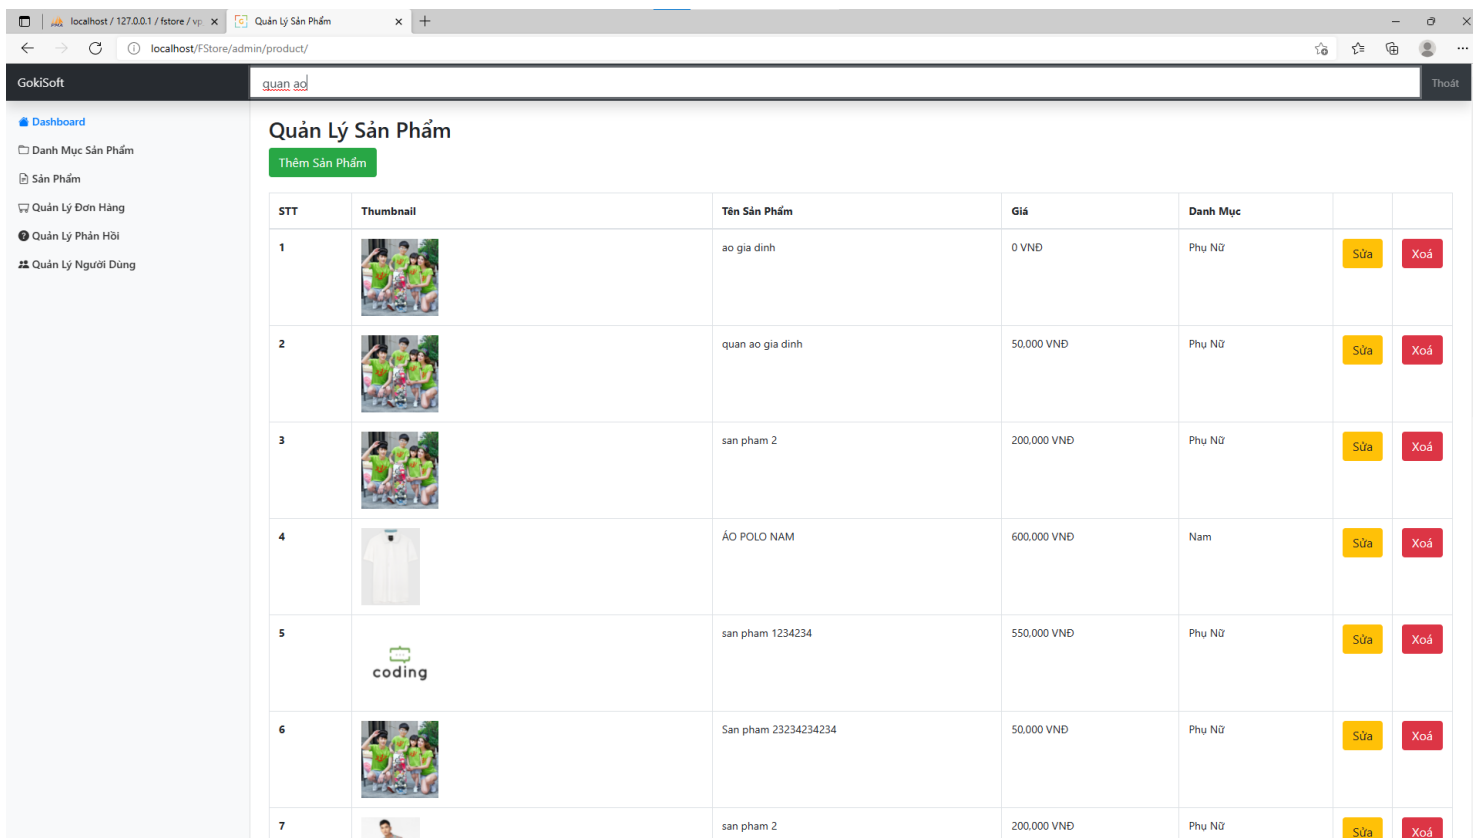 localhost / 127.0.0.1 / fstore / vp
Quản Lý Sản Phẩm
localhost/FStore/admin/product/
GokiSoft
quan ao
Thoát
Dashboard
Danh Mục Sản Phẩm
Sản Phẩm
Quản Lý Đơn Hàng
Quản Lý Phản Hồi
Quản Lý Người Dùng
Quản Lý Sản Phẩm
Thêm Sản Phẩm
STT Thumbnail Tên Sản Phẩm Giá Danh Mục
1 ao gia dinh 0 VNĐ Phụ Nữ Sửa Xoá
2 quan ao gia dinh 50,000 VNĐ Phụ Nữ Sửa Xoá
3 san pham 2 200,000 VNĐ Phụ Nữ Sửa Xoá
4 ÁO POLO NAM 600,000 VNĐ Nam Sửa Xoá
5 coding san pham 1234234 550,000 VNĐ Phụ Nữ Sửa Xoá
6 San pham 23234234234 50,000 VNĐ Phụ Nữ Sửa Xoá
7 san pham 2 200,000 VNĐ Phụ Nữ Sửa Xoá